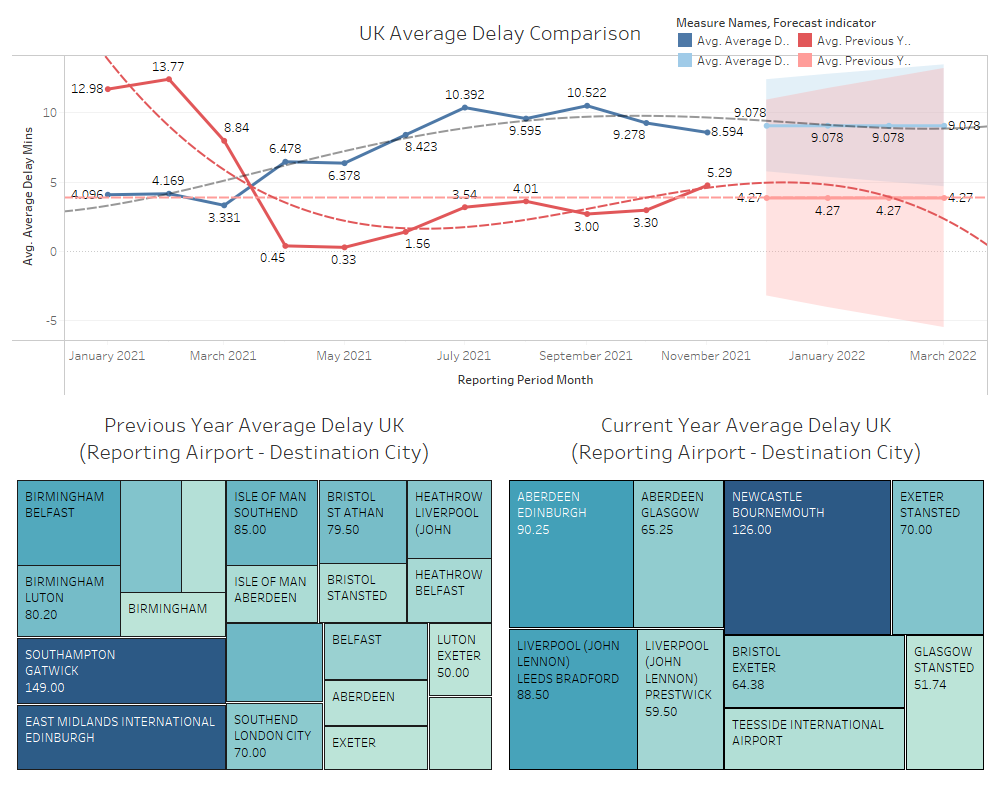 UK Average Delay Comparison
Measure Names, Forecast indicator
Avg. Average D.. Avg. Previous Y..
Avg. Average D.. Avg. Previous Y..
Avg. Average Delay Mins
10
5
0
-5
12.98
13.77
8.84
0.45
0.33
1.56
3.54
4.01
3.00
3.30
5.29
4.27
4.27
4.27
4.27
4.096
4.169
3.331
6.478
6.378
8.423
10.392
9.595
10.522
9.278
8.594
9.078
9.078
9.078
9.078
January 2021 March 2021 May 2021 July 2021 September 2021 November 2021 January 2022 March 2022
Reporting Period Month
Previous Year Average Delay UK
(Reporting Airport - Destination City)
BIRMINGHAM
BELFAST
BIRMINGHAM
LUTON
80.20
BIRMINGHAM
SOUTHAMPTON
GATWICK
149.00
EAST MIDLANDS INTERNATIONAL
EDINBURGH
ISLE OF MAN
SOUTHEND
85.00
ISLE OF MAN
ABERDEEN
BRISTOL
ST ATHAN
79.50
BRISTOL
STANSTED
HEATHROW
LIVERPOOL
(JOHN
HEATHROW
BELFAST
SOUTHEND
LONDON CITY
70.00
BELFAST
ABERDEEN
EXETER
LUTON
EXETER
50.00
Current Year Average Delay UK
(Reporting Airport - Destination City)
ABERDEEN
EDINBURGH
90.25
ABERDEEN
GLASGOW
65.25
LIVERPOOL (JOHN
LENNON)
LEEDS BRADFORD
88.50
LIVERPOOL
(JOHN
LENNON)
PRESTWICK
59.50
NEWCASTLE
BOURNEMOUTH
126.00
EXETER
STANSTED
70.00
BRISTOL
EXETER
64.38
TEESSIDE INTERNATIONAL
AIRPORT
GLASGOW
STANSTED
51.74